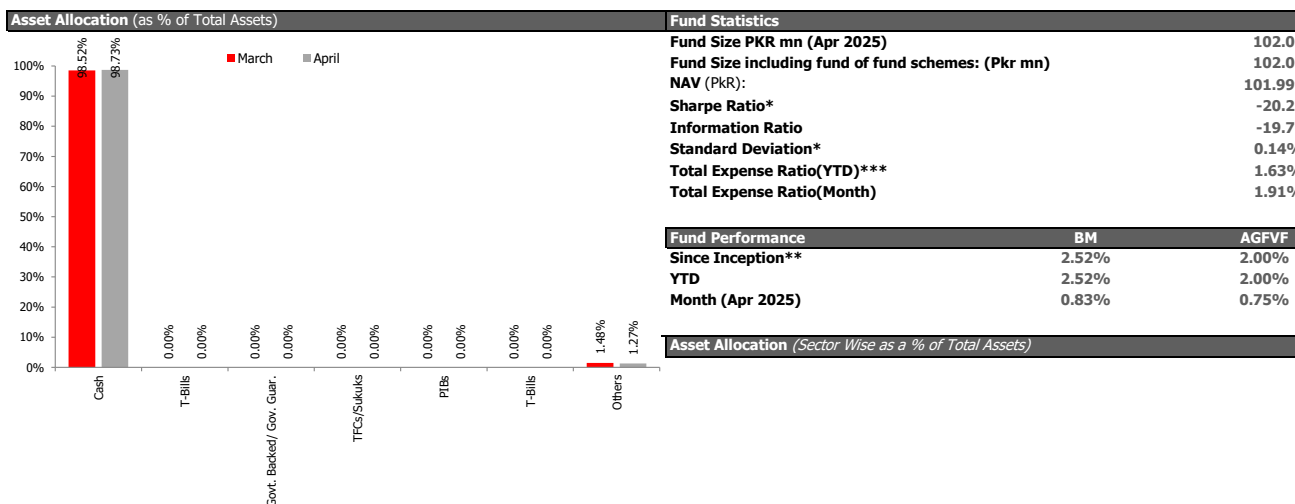 Asset Allocation (as % of Total Assets)
March April
98.52% 98.73%
100%
90%
80%
70%
60%
50%
40%
30%
20%
10%
0%
0.00% 0.00%
0.00% 0.00%
0.00% 0.00%
0.00% 0.00%
0.00% 0.00%
1.48% 1.27%
Cash
T-Bills
Govt. Backed/ Gov. Guar.
TFCs/Sukuks
PIBs
T-Bills
Others
Fund Statistics
Fund Size PKR mn (Apr 2025) 102.0
Fund Size including fund of fund schemes: (Pkr mn) 102.0
NAV (PkR): 101.99
Sharpe Ratio* -20.2
Information Ratio -19.7
Standard Deviation* 0.14%
Total Expense Ratio(YTD)*** 1.63%
Total Expense Ratio(Month) 1.91%
Fund Performance BM AGFVF
Since Inception** 2.52% 2.00%
YTD 2.52% 2.00%
Month (Apr 2025) 0.83% 0.75%
Asset Allocation (Sector Wise as a % of Total Assets)